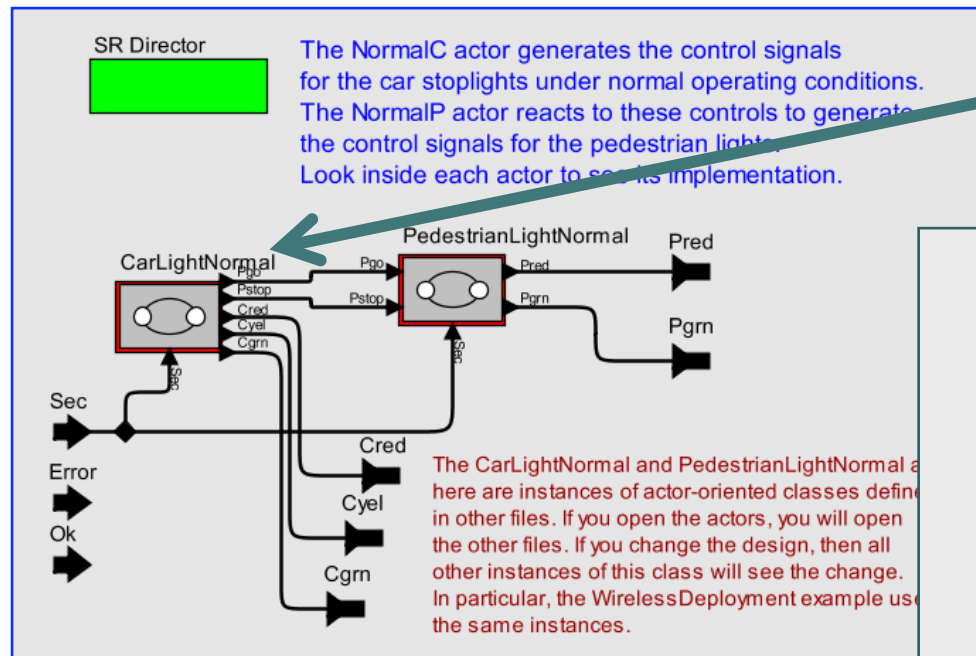 SR Director
The NormalC actor generates the control signals
for the car stoplights under normal operating conditions.
The NormalP actor reacts to these controls to generate
the control signals for the pedestrian lights.
Look inside each actor to see its implementation.
CarLightNormal
Pgo
Pstop
Cred
Cyel
Cgrn
Sec
PedestrianLightNormal
Pgo
Pstop
Pred
Pgrn
Sec
Pred
Pgrn
Sec
Error
Ok
Cred
Cyel
Cgrn
The CarLightNormal and PedestrianLightNormal
here are instances of actor-oriented classes
in other files. If you open the actors, you will open
the other files. If you change the design, then all
other instances of this class will see the change.
In particular, the WirelessDeployment example
the same instances.